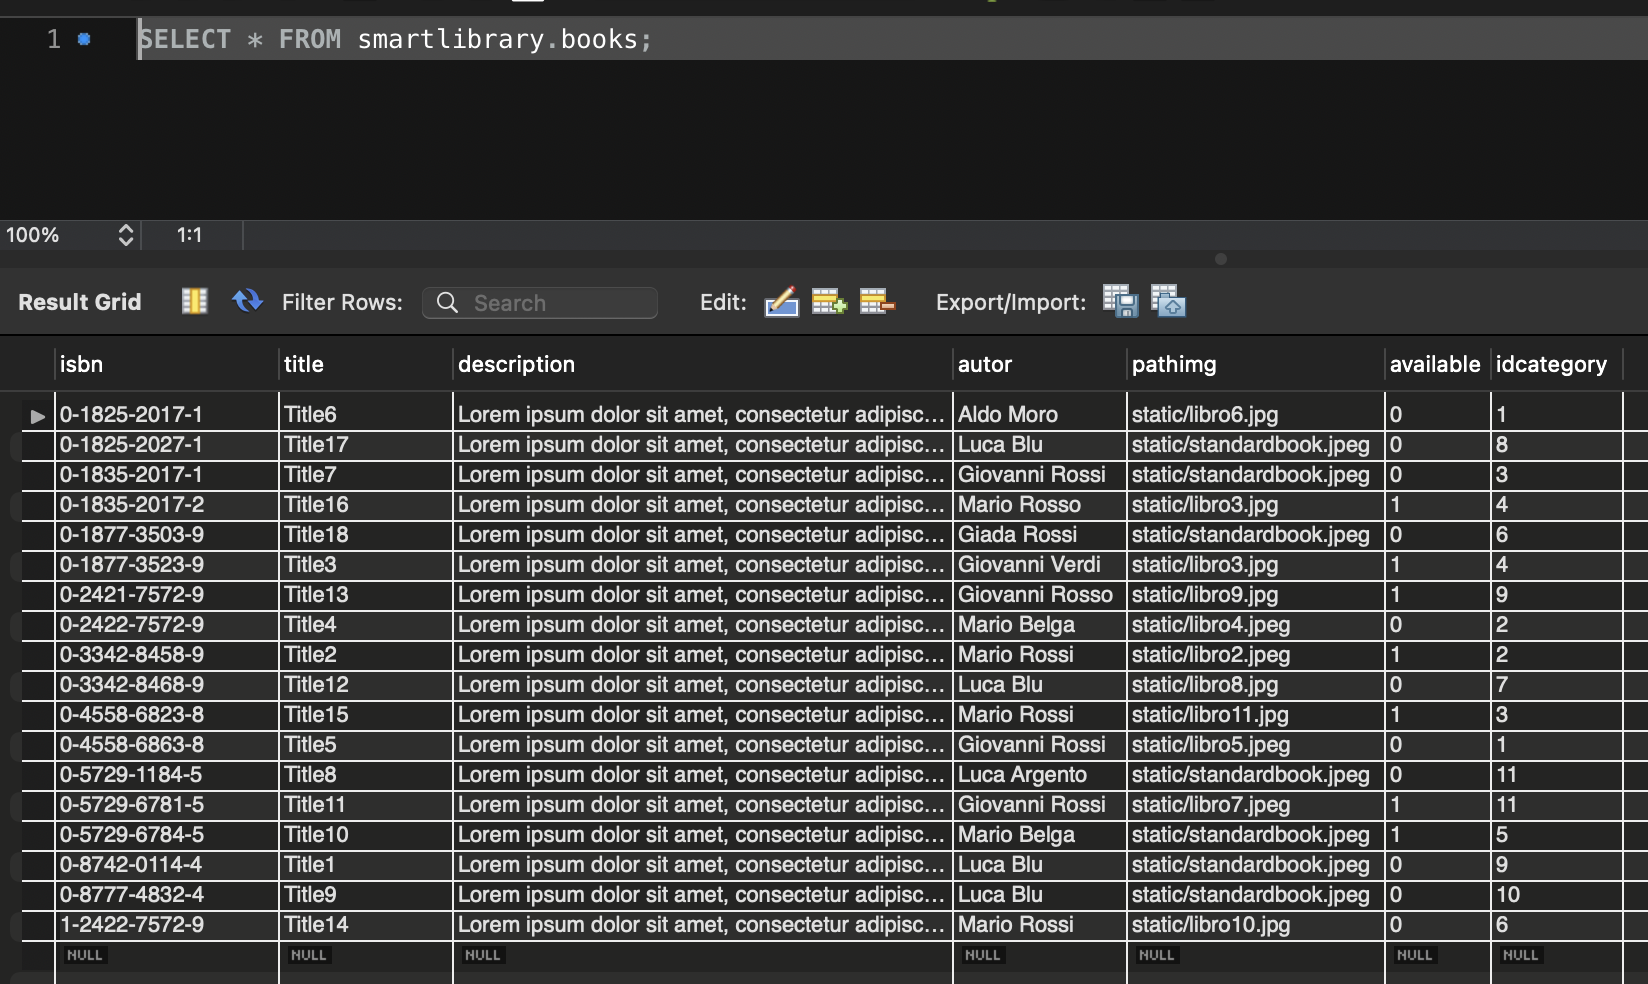 1 SELECT * FROM smartlibrary.books;
100% 1:1
Result Grid Filter Rows: Search Edit: Export/Import:
isbn title description autor pathimg available idcategory
0-1825-2017-1 Title6 Lorem ipsum dolor sit amet, consectetur adipisc... Aldo Moro static/libro6.jpg 0 1
0-1825-2027-1 Title17 Lorem ipsum dolor sit amet, consectetur adipisc... Luca Blu static/standardbook.jpeg 0 8
0-1835-2017-1 Title7 Lorem ipsum dolor sit amet, consectetur adipisc... Giovanni Rossi static/standardbook.jpeg 0 3
0-1835-2017-2 Title16 Lorem ipsum dolor sit amet, consectetur adipisc... Mario Rosso static/libro3.jpg 1 4
0-1877-3503-9 Title18 Lorem ipsum dolor sit amet, consectetur adipisc... Giada Rossi static/standardbook.jpeg 0 6
0-1877-3523-9 Title3 Lorem ipsum dolor sit amet, consectetur adipisc... Giovanni Verdi static/libro3.jpg 1 4
0-2421-7572-9 Title13 Lorem ipsum dolor sit amet, consectetur adipisc... Giovanni Rosso static/libro9.jpg 1 9
0-2422-7572-9 Title4 Lorem ipsum dolor sit amet, consectetur adipisc... Mario Belga static/libro4.jpeg 0 2
0-3342-8458-9 Title2 Lorem ipsum dolor sit amet, consectetur adipisc... Mario Rossi static/libro2.jpeg 1 2
0-3342-8468-9 Title12 Lorem ipsum dolor sit amet, consectetur adipisc... Luca Blu static/libro8.jpg 0 7
0-4558-6823-8 Title15 Lorem ipsum dolor sit amet, consectetur adipisc... Mario Rossi static/libro11.jpg 1 3
0-4558-6863-8 Title5 Lorem ipsum dolor sit amet, consectetur adipisc... Giovanni Rossi static/libro5.jpeg 0 1
0-5729-1184-5 Title8 Lorem ipsum dolor sit amet, consectetur adipisc... Luca Argento static/standardbook.jpeg 0 11
0-5729-6781-5 Title11 Lorem ipsum dolor sit amet, consectetur adipisc... Giovanni Rossi static/libro7.jpeg 1 11
0-5729-6784-5 Title10 Lorem ipsum dolor sit amet, consectetur adipisc... Mario Belga static/standardbook.jpeg 1 5
0-8742-0114-4 Title1 Lorem ipsum dolor sit amet, consectetur adipisc... Luca Blu static/standardbook.jpeg 0 9
0-8777-4832-4 Title9 Lorem ipsum dolor sit amet, consectetur adipisc... Luca Blu static/standardbook.jpeg 0 10
1-2422-7572-9 Title14 Lorem ipsum dolor sit amet, consectetur adipisc... Mario Rossi static/libro10.jpg 0 6
NULL NULL NULL NULL NULL NULL NULL